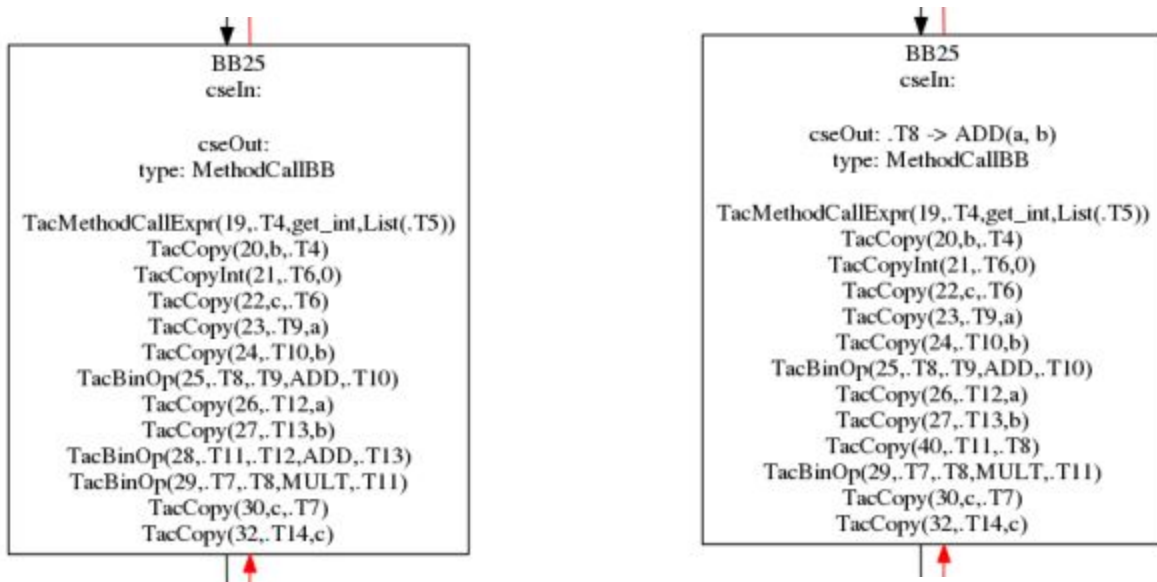 BB25
cseIn:
cseOut:
type: MethodCallBB
TacMethodCallExpr(19,.T4,get_int,List(.T5))
TacCopy(20,b,.T4)
TacCopyInt(21,.T6,0)
TacCopy(22,c,.T6)
TacCopy(23,.T9,a)
TacCopy(24,.T10,b)
TacBinOp(25,.T8,.T9,ADD,.T10)
TacCopy(26,.T12,a)
TacCopy(27,.T13,b)
TacBinOp(28,.T11,.T12,ADD,.T13)
TacBinOp(29,.T7,.T8,MULT,.T11)
TacCopy(30,c,.T7)
TacCopy(32,.T14,c)
BB25
cseIn:
cseOut: .T8 -> ADD(a, b)
type: MethodCallBB
TacMethodCallExpr(19,.T4,get_int,List(.T5))
TacCopy(20,b,.T4)
TacCopyInt(21,.T6,0)
TacCopy(22,c,.T6)
TacCopy(23,.T9,a)
TacCopy(24,.T10,b)
TacBinOp(25,.T8,.T9,ADD,.T10)
TacCopy(26,.T12,a)
TacCopy(27,.T13,b)
TacCopy(40,.T11,.T8)
TacBinOp(29,.T7,.T8,MULT,.T11)
TacCopy(30,c,.T7)
TacCopy(32,.T14,c)